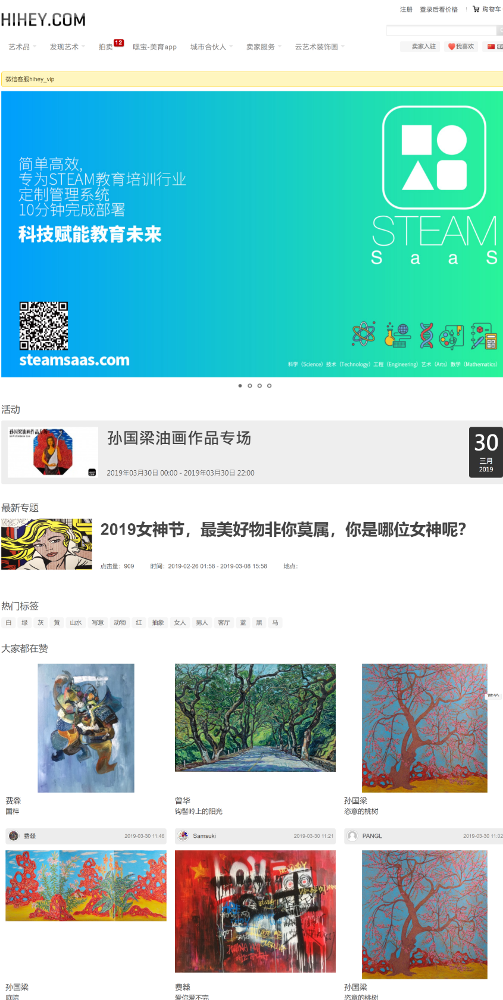 注册 登录后看价格 购物车
HIHEY.COM
艺术品 发现艺术 拍卖 12 嘿宝-美育app 城市合伙人 卖家服务 云艺术装饰画
卖家入驻 我喜欢
微信客服hihey_vip
简单高效,
专为STEAM教育培训行业
定制管理系统
10分钟完成部署
科技赋能教育未来
STEAM
SaaS
steamsaas.com
科学（Science）技术（Technology）工程（Engineering）艺术（Arts）数学（Mathematics）
活动
孙国梁油画作品专场
孙国梁油画作品专场
2019年03月30日 00:00 - 2019年03月30日 22:00
30
三月
2019
最新专题
2019女神节，最美好物非你莫属，你是哪位女神呢？
点击量：909 时间：2019-02-26 01:58 - 2019-03-08 15:58 地点：
热门标签
白 绿 灰 黄 山水 写意 动物 红 抽象 女人 男人 客厅 蓝 黑 马
大家都在赞
费燚 曾华 孙国梁
国粹 钩髻岭上的阳光 恣意的桃树
费燚 2019-03-30 11:46 Samsuki 2019-03-30 11:21 PANGL 2019-03-30 11:02
孙国梁 费燚 孙国梁
庭院 爱你爱不完 恣意的桃树